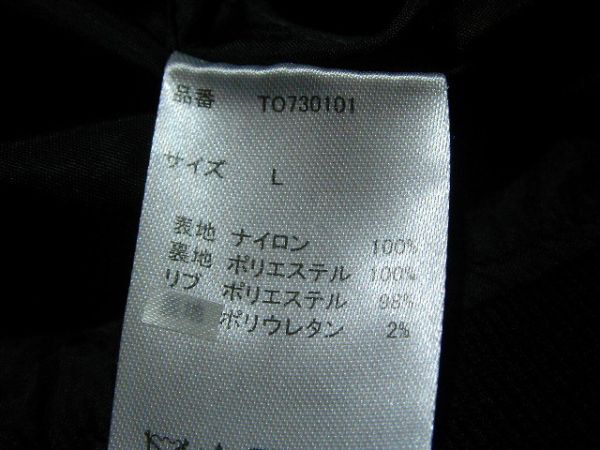 品番 TO730101
サイズ L
表地 ナイロン 100%
裏地 ポリエステル 100%
リブ ポリエステル 98%
ポリウレタン 2%